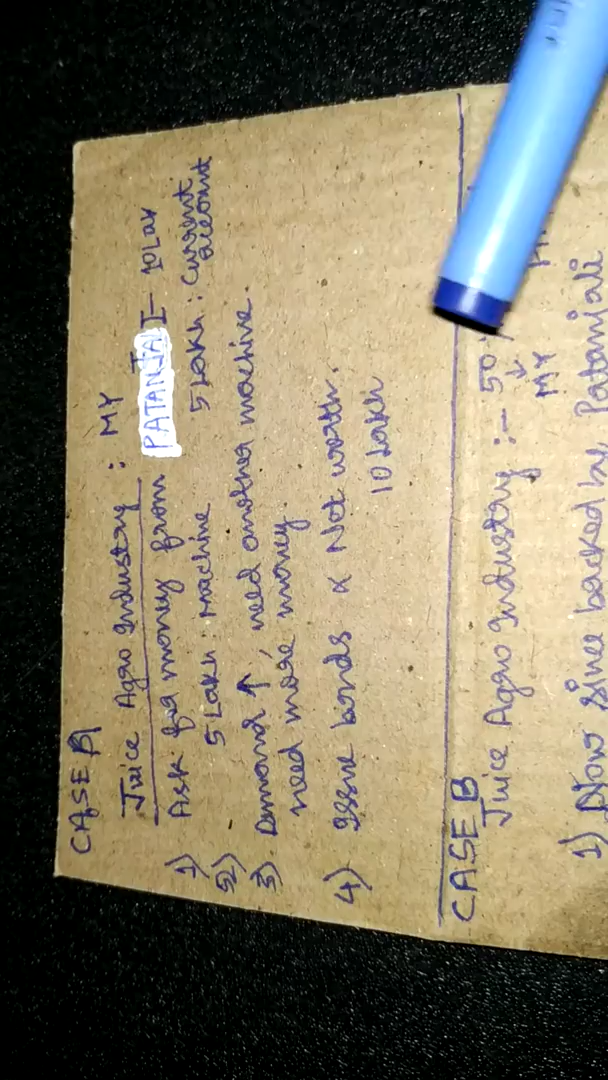 CASE A
Juice Agro Industry : MY
1) Ask for money from PATANJALI - 10 Lak
2) 5 Lakh : Machine 5 Lakh : Current account
3) Demand ↑, need another machine.
need more money.
4) Issue bonds α Not worth.
10 Lakh
CASE B
Juice Agro Industry :- 50%
↓
MY
1) Now since backed by Patanjali